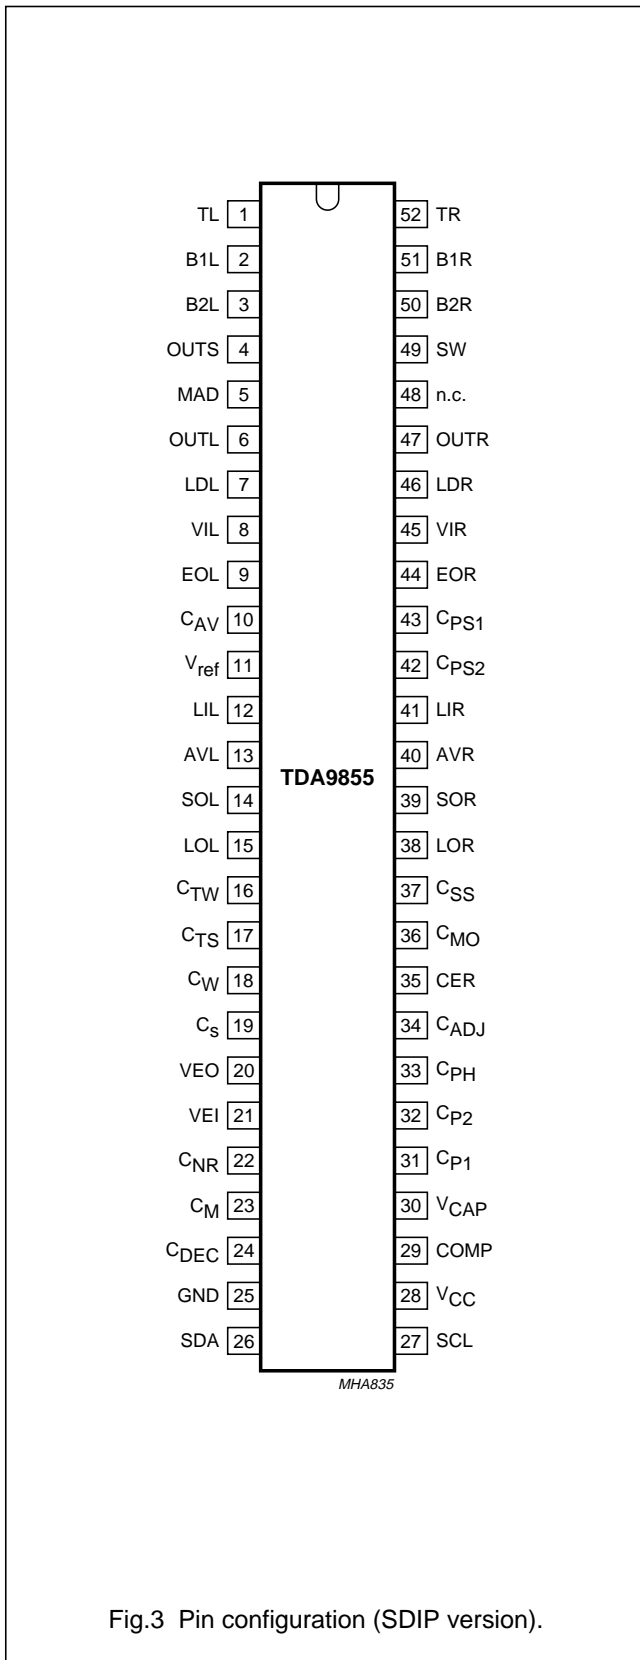 TL 1 52 TR
B1L 2 51 B1R
B2L 3 50 B2R
OUTS 4 49 SW
MAD 5 48 n.c.
OUTL 6 47 OUTR
LDL 7 46 LDR
VIL 8 45 VIR
EOL 9 44 EOR
CAV 10 43 CPS1
Vref 11 42 CPS2
LIL 12 41 LIR
AVL 13 40 AVR
TDA9855
SOL 14 39 SOR
LOL 15 38 LOR
CTW 16 37 CSS
CTS 17 36 CMO
CW 18 35 CER
Cs 19 34 CADJ
VEO 20 33 CPH
VEI 21 32 CP2
CNR 22 31 CP1
CM 23 30 VCAP
CDEC 24 29 COMP
GND 25 28 VCC
SDA 26 27 SCL
MHA835
Fig.3 Pin configuration (SDIP version).